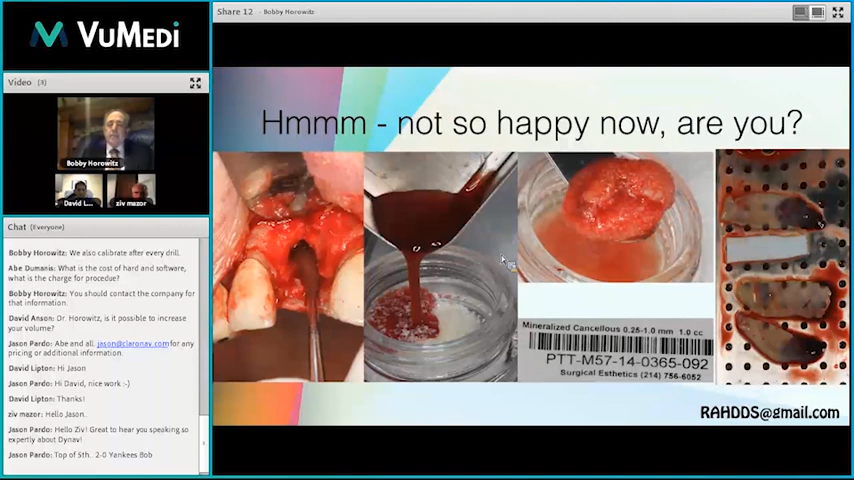 VuMedi
Share 12 - Bobby Horowitz
Video (3)
Bobby Horowitz
David L...
ziv mazor
Chat (Everyone)
Bobby Horowitz: We also calibrate after every drill.
Abe Dumanis: What is the cost of hard and software,
what is the charge for procedue?
Bobby Horowitz: You should contact the company for
that information.
David Anson: Dr. Horowitz, is it possible to increase
your volume?
Jason Pardo: Abe and all. jason@claronav.com for any
pricing or additional information.
David Lipton: Hi Jason
Jason Pardo: Hi David, nice work :-)
David Lipton: Thanks!
ziv mazor: Hello Jason..
Jason Pardo: Hello Ziv! Great to hear you speaking so
expertly about Dynav!
Jason Pardo: Top of 5th.. 2-0 Yankees Bob
Hmmm - not so happy now, are you?
Mineralized Cancellous 0.25-1.0 mm 1.0 cc
PTT-M57-14-0365-092
Surgical Esthetics (214) 756-6052
RAHDDS@gmail.com